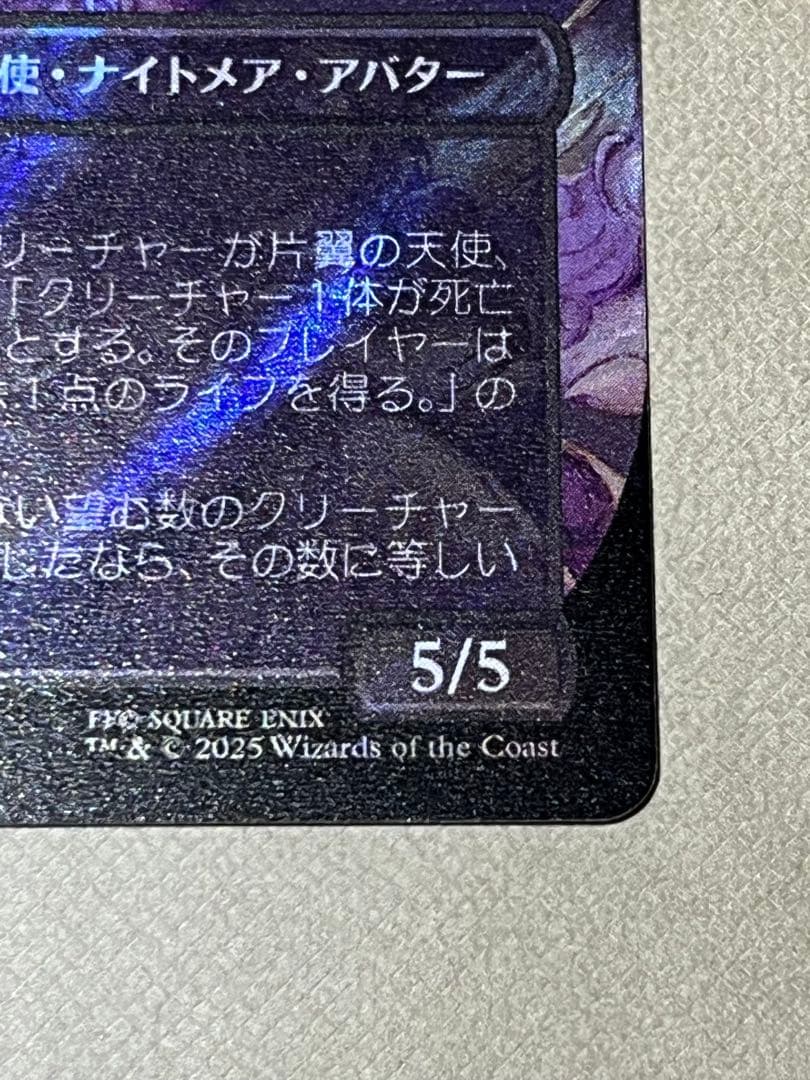 使・ナイトメア・アバター
リーチャーが片翼の天使、
「クリーチャー1体が死亡
とする。そのプレイヤーは
1点のライフを得る。」の
ない望む数のクリーチャー
したなら、その数に等しい
5/5
FF© SQUARE ENIX
™ & © 2025 Wizards of the Coast